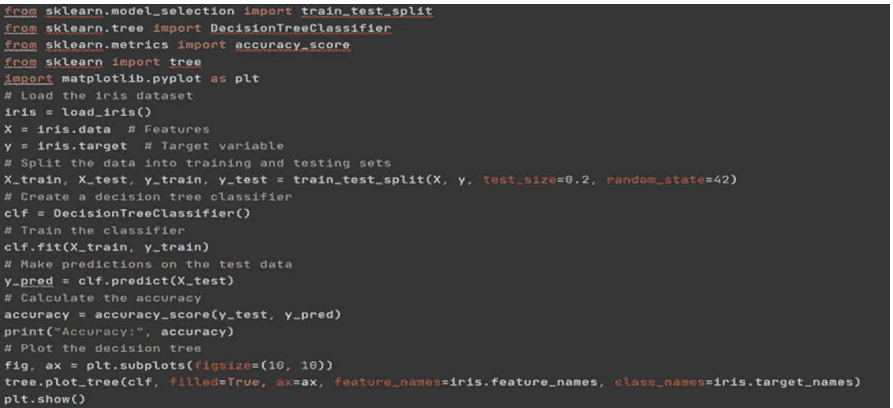 from sklearn.model_selection import train_test_split
from sklearn.tree import DecisionTreeClassifier
from sklearn.metrics import accuracy_score
from sklearn import tree
import matplotlib.pyplot as plt
# Load the iris dataset
iris = load_iris()
X = iris.data  # Features
y = iris.target  # Target variable
# Split the data into training and testing sets
X_train, X_test, y_train, y_test = train_test_split(X, y, test_size=0.2, random_state=42)
# Create a decision tree classifier
clf = DecisionTreeClassifier()
# Train the classifier
clf.fit(X_train, y_train)
# Make predictions on the test data
y_pred = clf.predict(X_test)
# Calculate the accuracy
accuracy = accuracy_score(y_test, y_pred)
print("Accuracy:", accuracy)
# Plot the decision tree
fig, ax = plt.subplots(figsize=(10, 10))
tree.plot_tree(clf, filled=True, ax=ax, feature_names=iris.feature_names, class_names=iris.target_names)
plt.show()